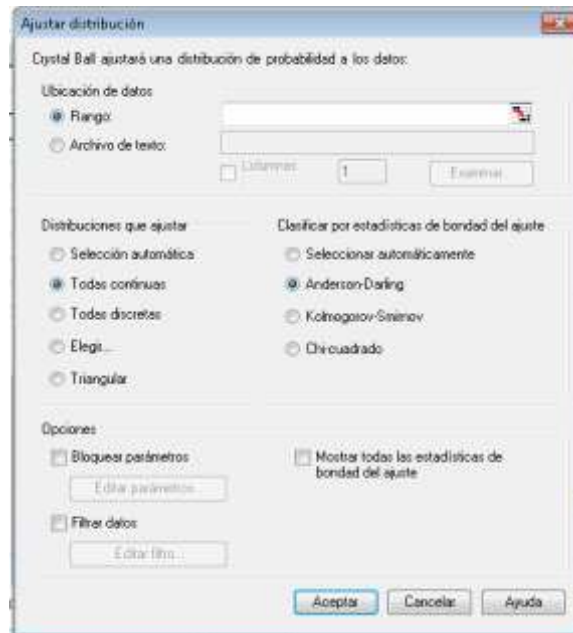 Ajustar distribución
Crystal Ball ajustará una distribución de probabilidad a los datos:
Ubicación de datos
Rango:
Archivo de texto:
Columnas 1 Examinar...
Distribuciones que ajustar
Selección automática
Todas continuas
Todas discretas
Elegir...
Triangular
Clasificar por estadísticas de bondad del ajuste
Seleccionar automáticamente
Anderson-Darling
Kolmogorov-Smirnov
Chi-cuadrado
Opciones
Bloquear parámetros
Editar parámetros...
Filtrar datos
Editar filtro...
Mostrar todas las estadísticas de
bondad del ajuste
Aceptar Cancelar Ayuda